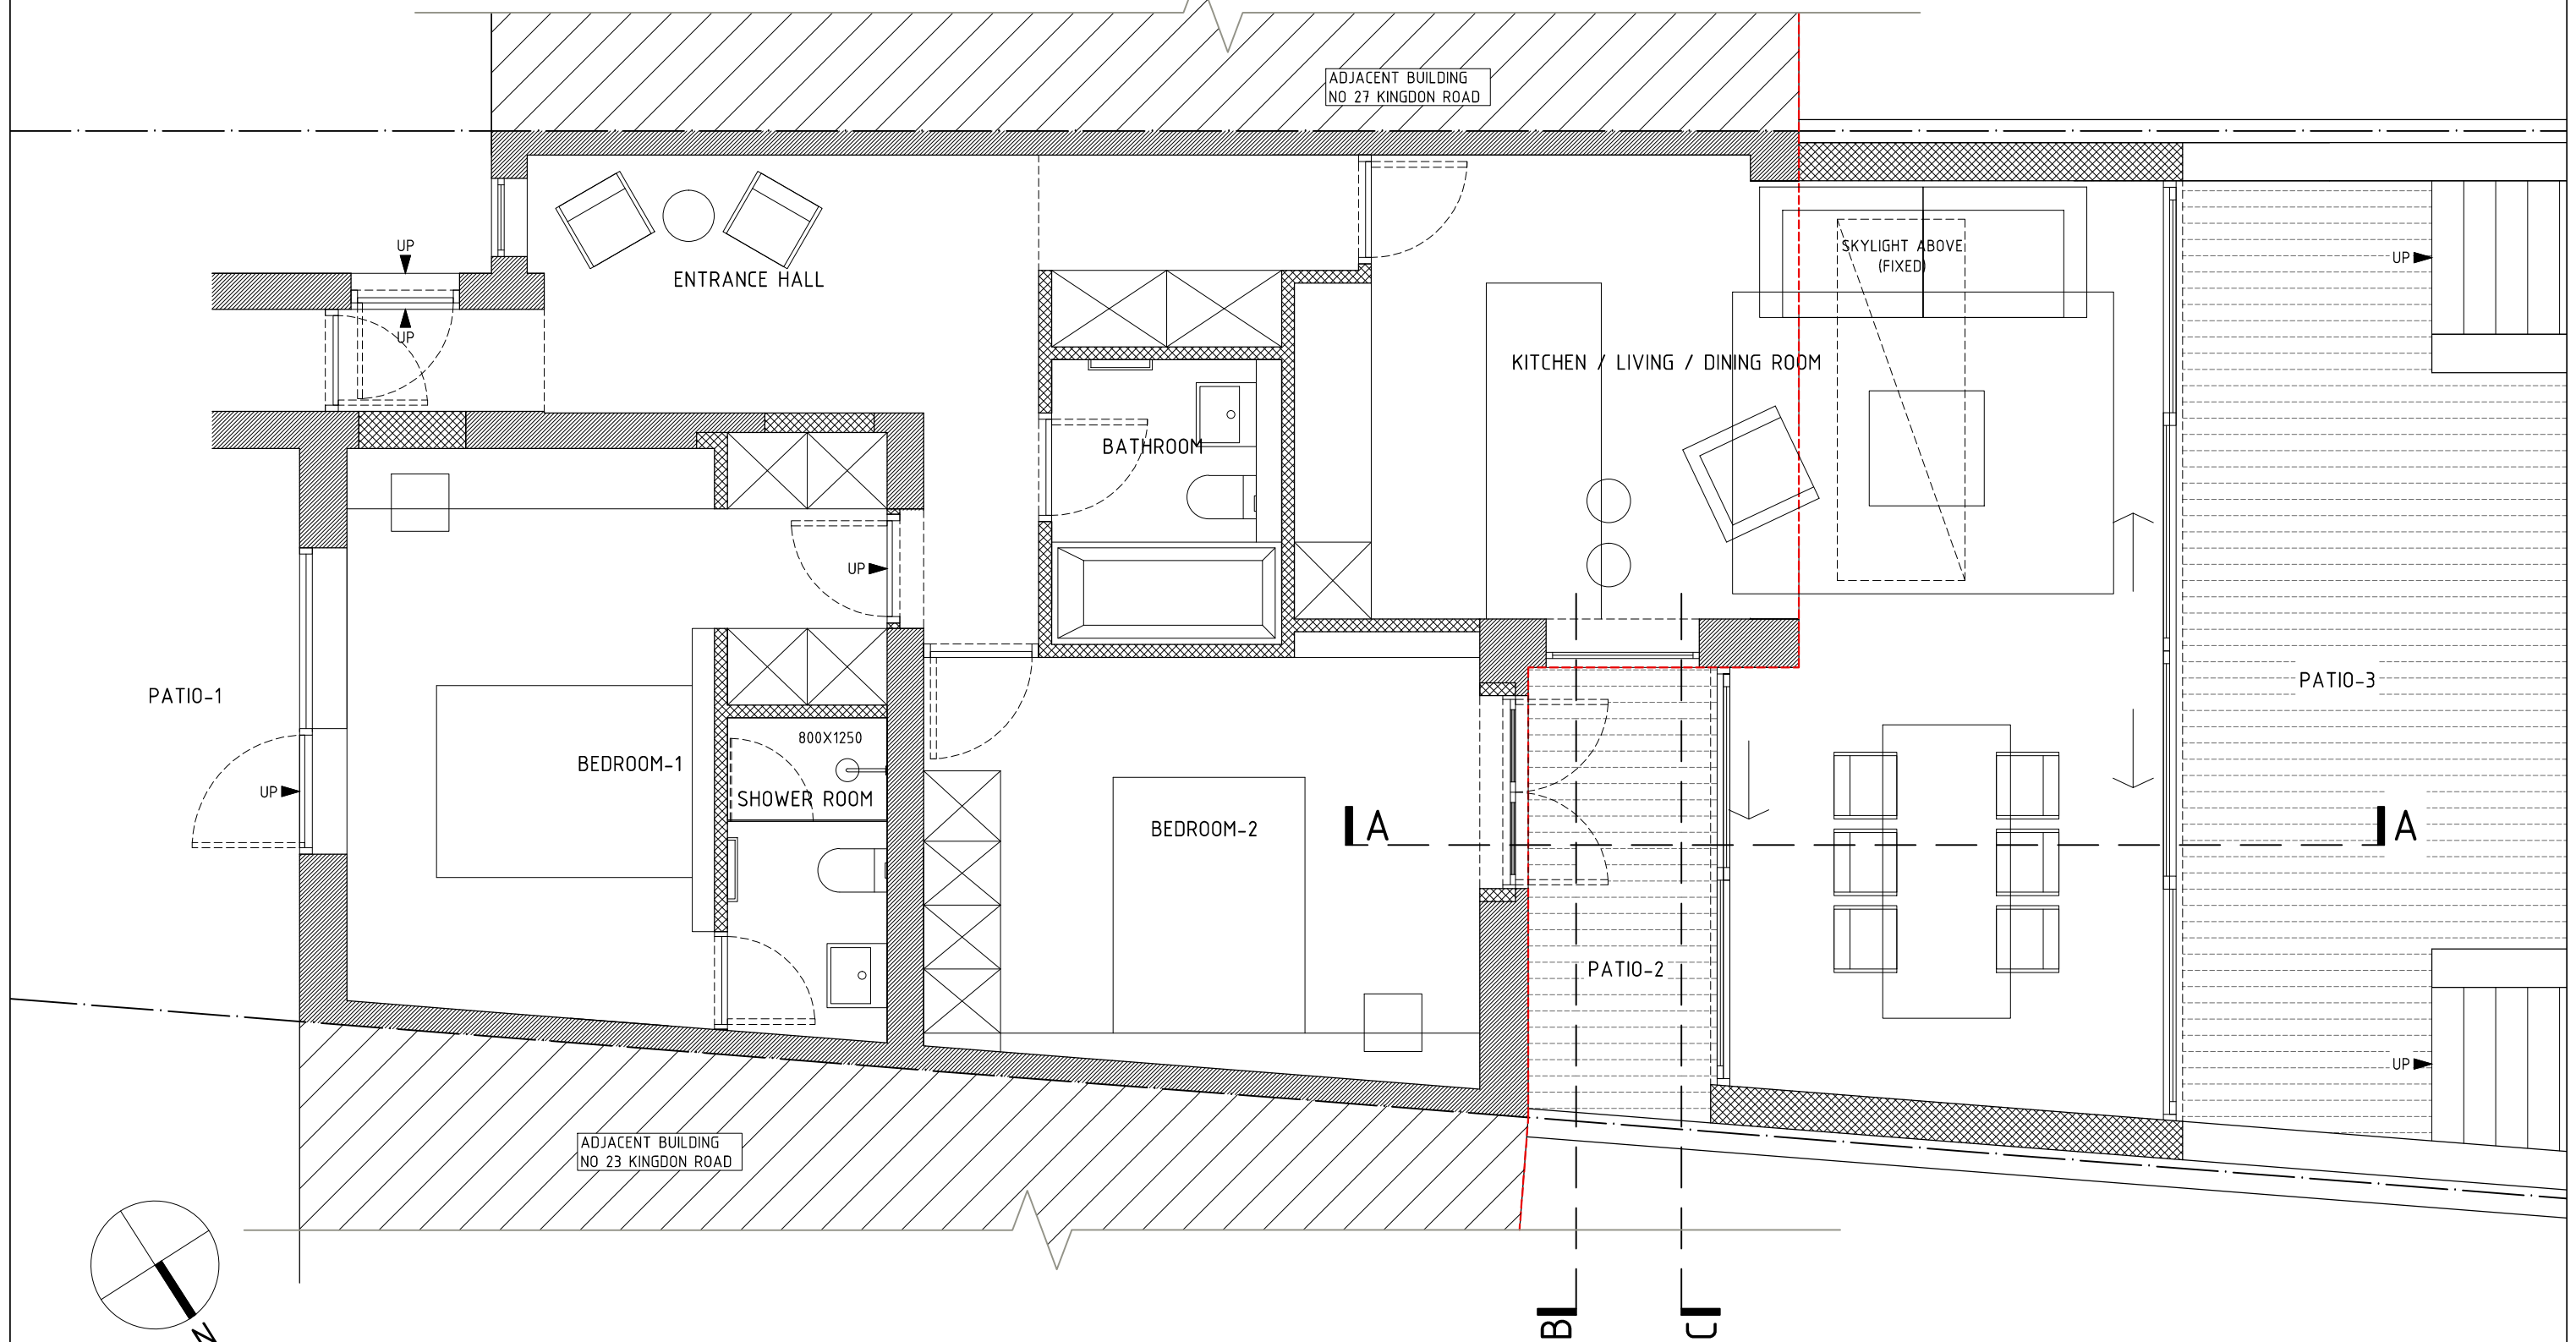 ADJACENT BUILDING
NO 27 KINGDON ROAD
UP
UP
ENTRANCE HALL
SKYLIGHT ABOVE
(FIXED)
UP
KITCHEN / LIVING / DINING ROOM
BATHROOM
UP
PATIO-1
PATIO-3
800X1250
BEDROOM-1
UP
SHOWER ROOM
BEDROOM-2
A
A
PATIO-2
UP
ADJACENT BUILDING
NO 23 KINGDON ROAD
N
B
C